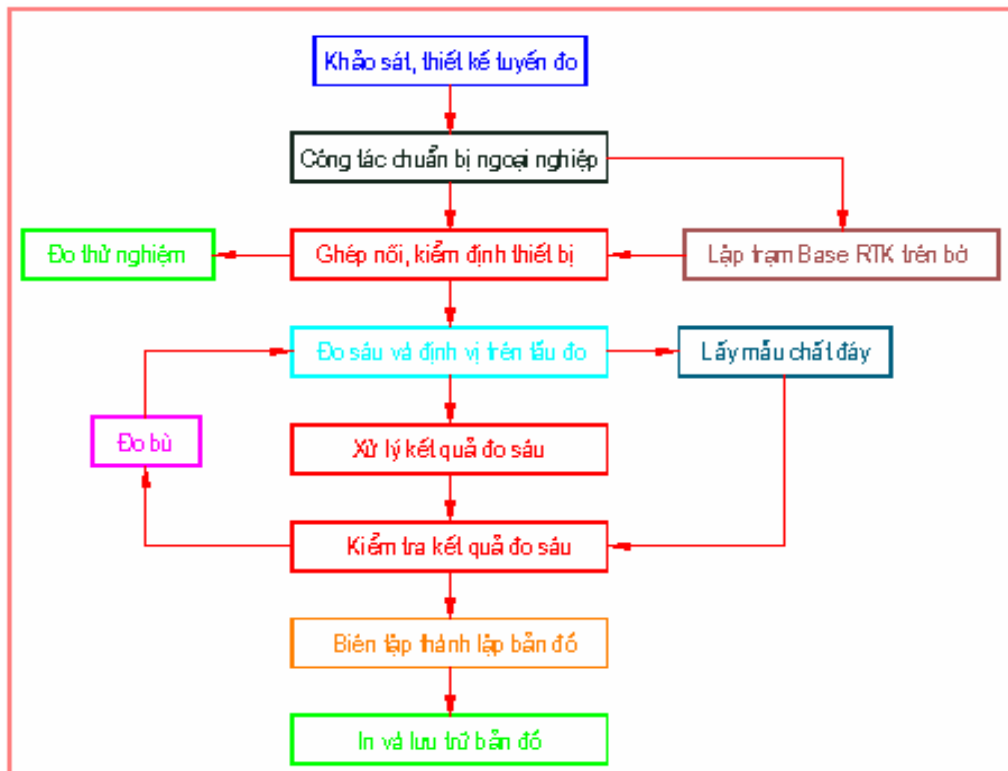 Khảo sát, thiết kế tuyến đo
Công tác chuẩn bị ngoại nghiệp
Đo thử nghiệm
Ghép nối, kiểm định thiết bị
Lập trạm Base RTK trên bờ
Đo sâu và định vị trên tầu đo
Lấy mẫu chất đáy
Đo bù
Xử lý kết quả đo sâu
Kiểm tra kết quả đo sâu
Biên tập thành lập bản đồ
In và lưu trữ bản đồ